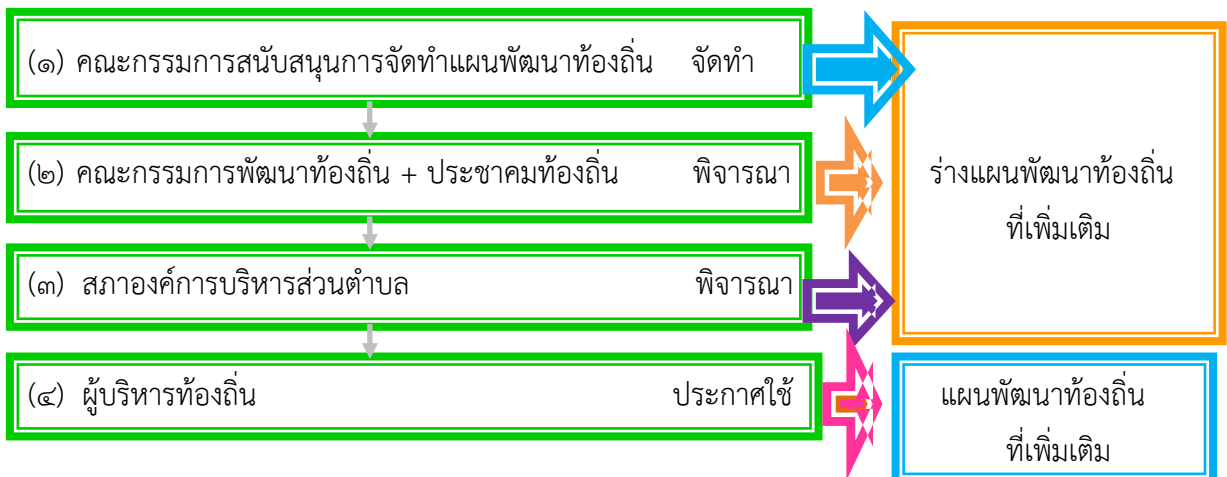 (๑) คณะกรรมการสนับสนุนการจัดทำแผนพัฒนาท้องถิ่น จัดทำ
(๒) คณะกรรมการพัฒนาท้องถิ่น + ประชาคมท้องถิ่น พิจารณา
(๓) สภาองค์การบริหารส่วนตำบล พิจารณา
ร่างแผนพัฒนาท้องถิ่น
ที่เพิ่มเติม
(๔) ผู้บริหารท้องถิ่น ประกาศใช้
แผนพัฒนาท้องถิ่น
ที่เพิ่มเติม